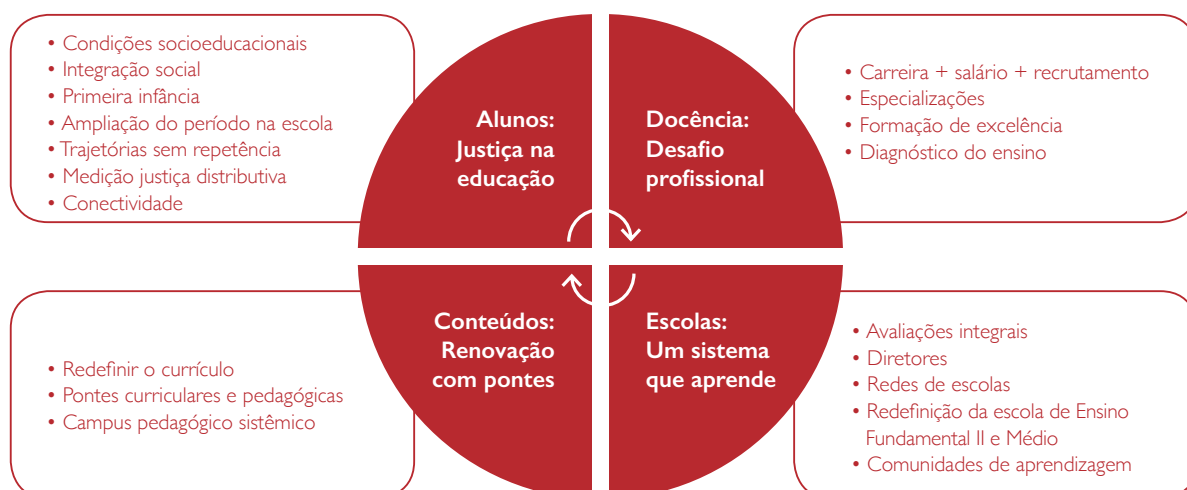 • Condições socioeducacionais
• Integração social
• Primeira infância
• Ampliação do período na escola
• Trajetórias sem repetência
• Medição justiça distributiva
• Conectividade
Alunos:
Justiça na
educação
Docência:
Desafio
profissional
• Carreira + salário + recrutamento
• Especializações
• Formação de excelência
• Diagnóstico do ensino
• Redefinir o currículo
• Pontes curriculares e pedagógicas
• Campus pedagógico sistêmico
Conteúdos:
Renovação
com pontes
Escolas:
Um sistema
que aprende
• Avaliações integrais
• Diretores
• Redes de escolas
• Redefinição da escola de Ensino
Fundamental II e Médio
• Comunidades de aprendizagem